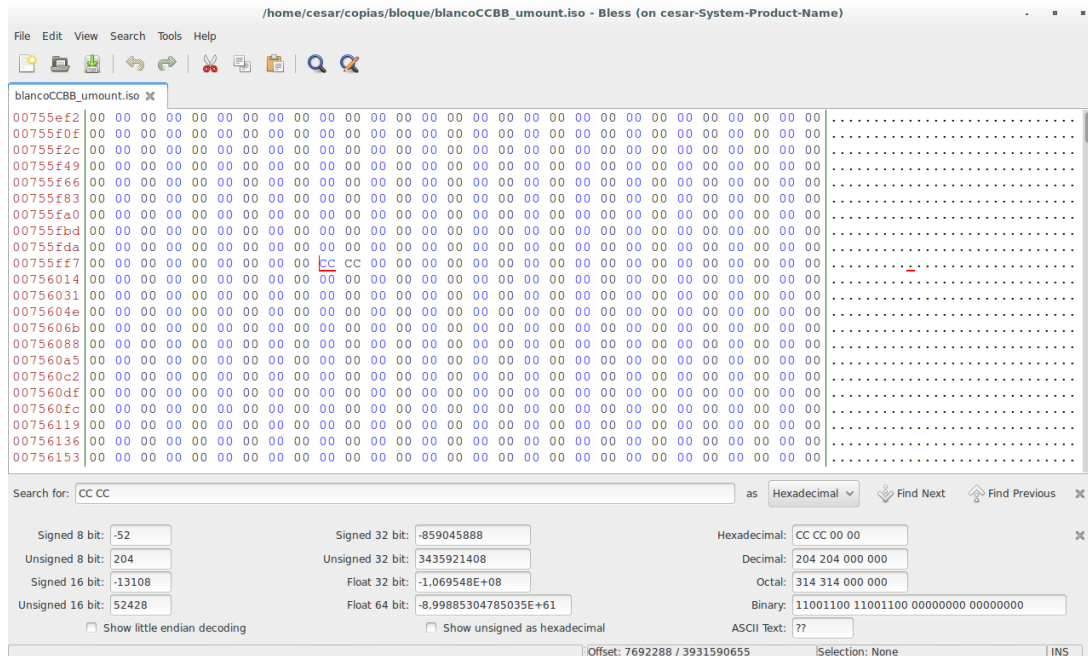 /home/cesar/copias/bloque/blancoCCBB_umount.iso - Bless (on cesar-System-Product-Name)
File Edit View Search Tools Help
blancoCCBB_umount.iso
00755ef2 00 00 00 00 00 00 00 00 00 00 00 00 00 00 00 00 00 00 00 00 00 00 00 00 00 00 00 00 00 .............................
00755f0f 00 00 00 00 00 00 00 00 00 00 00 00 00 00 00 00 00 00 00 00 00 00 00 00 00 00 00 00 00 .............................
00755f2c 00 00 00 00 00 00 00 00 00 00 00 00 00 00 00 00 00 00 00 00 00 00 00 00 00 00 00 00 00 .............................
00755f49 00 00 00 00 00 00 00 00 00 00 00 00 00 00 00 00 00 00 00 00 00 00 00 00 00 00 00 00 00 .............................
00755f66 00 00 00 00 00 00 00 00 00 00 00 00 00 00 00 00 00 00 00 00 00 00 00 00 00 00 00 00 00 .............................
00755f83 00 00 00 00 00 00 00 00 00 00 00 00 00 00 00 00 00 00 00 00 00 00 00 00 00 00 00 00 00 .............................
00755fa0 00 00 00 00 00 00 00 00 00 00 00 00 00 00 00 00 00 00 00 00 00 00 00 00 00 00 00 00 00 .............................
00755fbd 00 00 00 00 00 00 00 00 00 00 00 00 00 00 00 00 00 00 00 00 00 00 00 00 00 00 00 00 00 .............................
00755fda 00 00 00 00 00 00 00 00 00 00 00 00 00 00 00 00 00 00 00 00 00 00 00 00 00 00 00 00 00 .............................
00755ff7 00 00 00 00 00 00 00 00 00 CC CC 00 00 00 00 00 00 00 00 00 00 00 00 00 00 00 00 00 00 .............................
00756014 00 00 00 00 00 00 00 00 00 00 00 00 00 00 00 00 00 00 00 00 00 00 00 00 00 00 00 00 00 .............................
00756031 00 00 00 00 00 00 00 00 00 00 00 00 00 00 00 00 00 00 00 00 00 00 00 00 00 00 00 00 00 .............................
0075604e 00 00 00 00 00 00 00 00 00 00 00 00 00 00 00 00 00 00 00 00 00 00 00 00 00 00 00 00 00 .............................
0075606b 00 00 00 00 00 00 00 00 00 00 00 00 00 00 00 00 00 00 00 00 00 00 00 00 00 00 00 00 00 .............................
00756088 00 00 00 00 00 00 00 00 00 00 00 00 00 00 00 00 00 00 00 00 00 00 00 00 00 00 00 00 00 .............................
007560a5 00 00 00 00 00 00 00 00 00 00 00 00 00 00 00 00 00 00 00 00 00 00 00 00 00 00 00 00 00 .............................
007560c2 00 00 00 00 00 00 00 00 00 00 00 00 00 00 00 00 00 00 00 00 00 00 00 00 00 00 00 00 00 .............................
007560df 00 00 00 00 00 00 00 00 00 00 00 00 00 00 00 00 00 00 00 00 00 00 00 00 00 00 00 00 00 .............................
007560fc 00 00 00 00 00 00 00 00 00 00 00 00 00 00 00 00 00 00 00 00 00 00 00 00 00 00 00 00 00 .............................
00756119 00 00 00 00 00 00 00 00 00 00 00 00 00 00 00 00 00 00 00 00 00 00 00 00 00 00 00 00 00 .............................
00756136 00 00 00 00 00 00 00 00 00 00 00 00 00 00 00 00 00 00 00 00 00 00 00 00 00 00 00 00 00 .............................
00756153 00 00 00 00 00 00 00 00 00 00 00 00 00 00 00 00 00 00 00 00 00 00 00 00 00 00 00 00 00 .............................
Search for: CC CC as Hexadecimal Find Next Find Previous
Signed 8 bit: -52 Signed 32 bit: -859045888 Hexadecimal: CC CC 00 00
Unsigned 8 bit: 204 Unsigned 32 bit: 3435921408 Decimal: 204 204 000 000
Signed 16 bit: -13108 Float 32 bit: -1,069548E+08 Octal: 314 314 000 000
Unsigned 16 bit: 52428 Float 64 bit: -8,99885304785035E+61 Binary: 11001100 11001100 00000000 00000000
Show little endian decoding Show unsigned as hexadecimal ASCII Text: ??
Offset: 7692288 / 3931590655 Selection: None INS